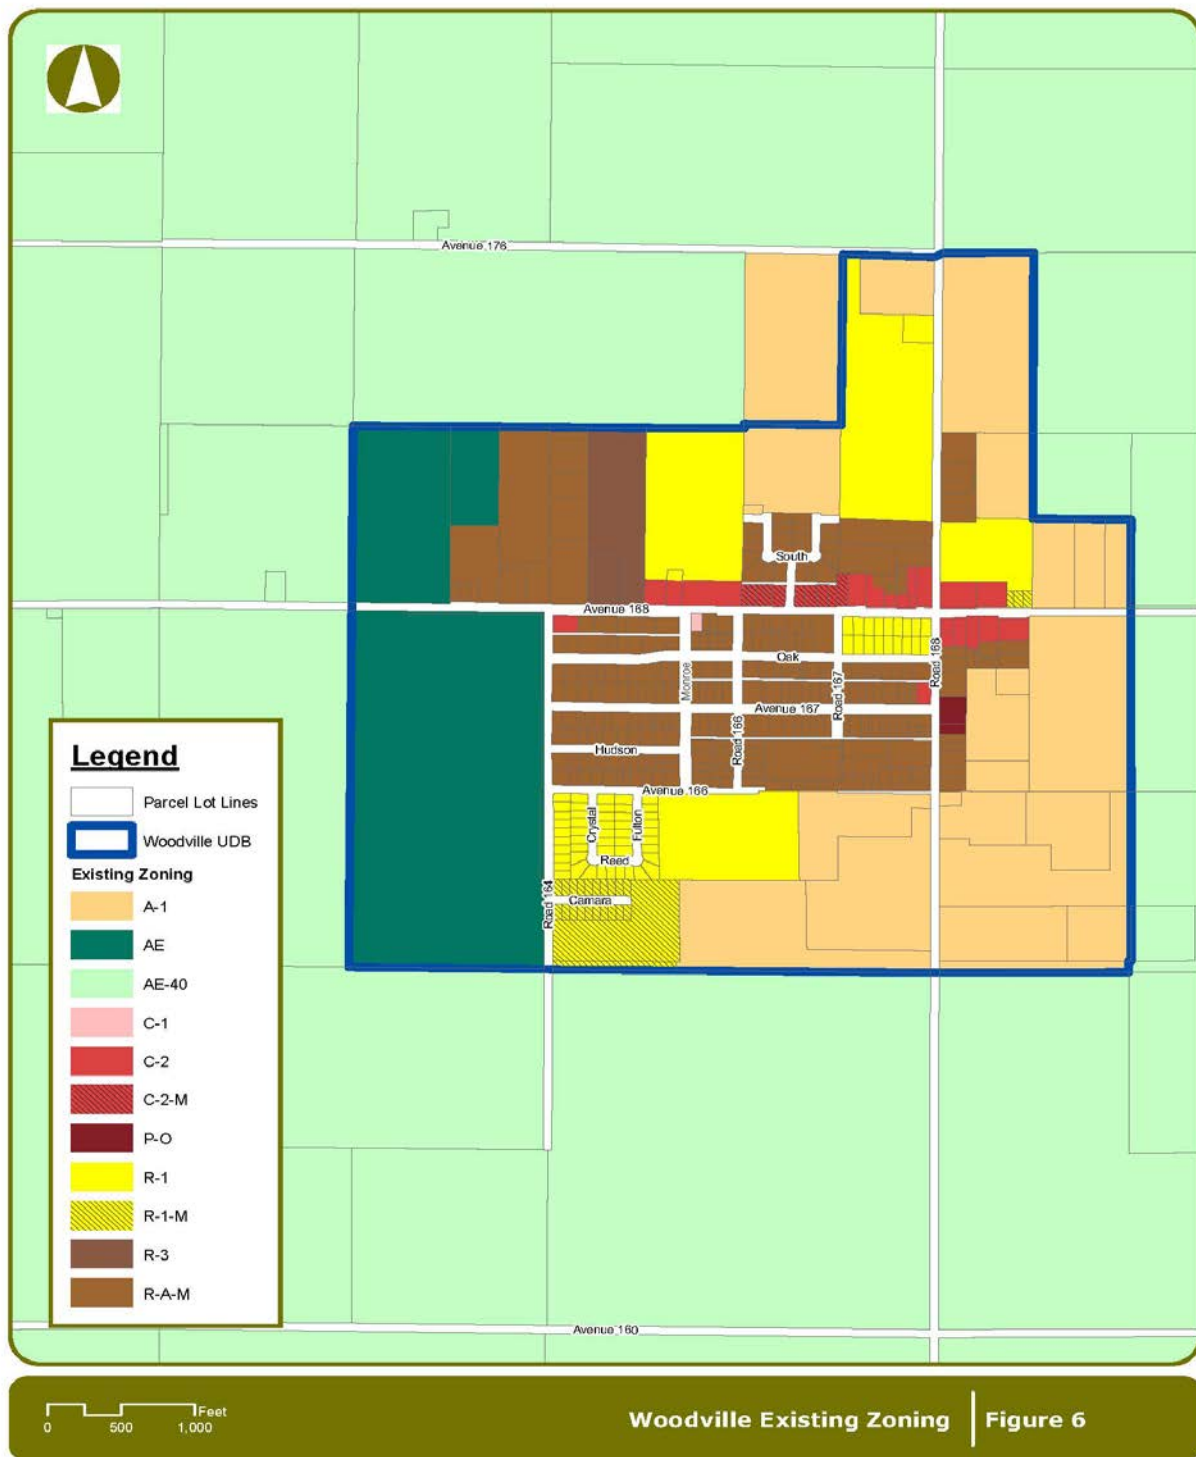 Avenue 176
South
Avenue 168
Oak
Monroe
Road 167
Road 168
Avenue 167
Road 166
Hudson
Avenue 166
Crystal
Fulton
Reed
Camara
Road 164
Legend
Parcel Lot Lines
Woodville UDB
Existing Zoning
A-1
AE
AE-40
C-1
C-2
C-2-M
P-O
R-1
R-1-M
R-3
R-A-M
Avenue 160
Feet
0 500 1,000
Woodville Existing Zoning Figure 6